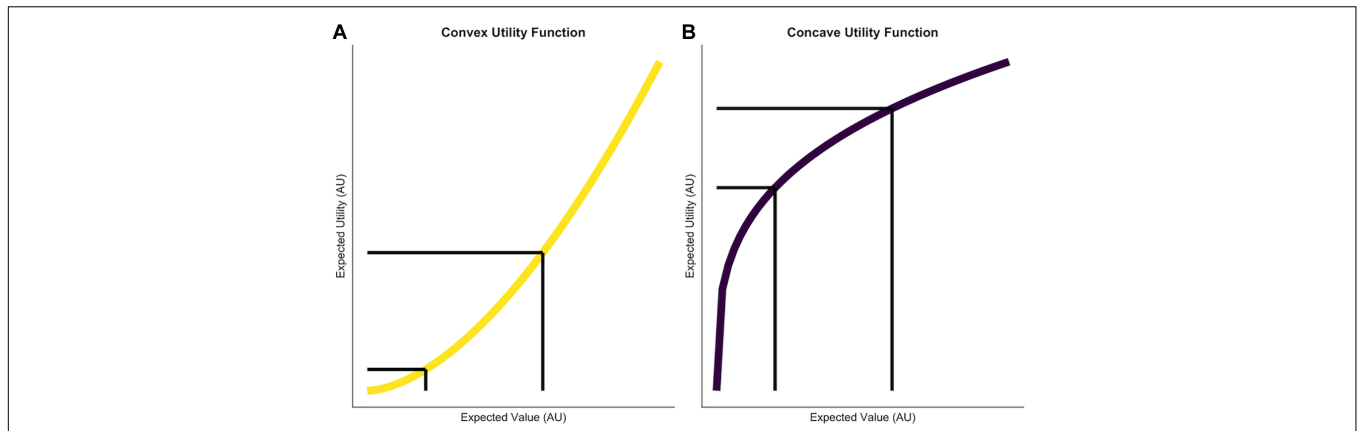 A
Convex Utility Function
Expected Utility (AU)
Expected Value (AU)
B
Concave Utility Function
Expected Utility (AU)
Expected Value (AU)